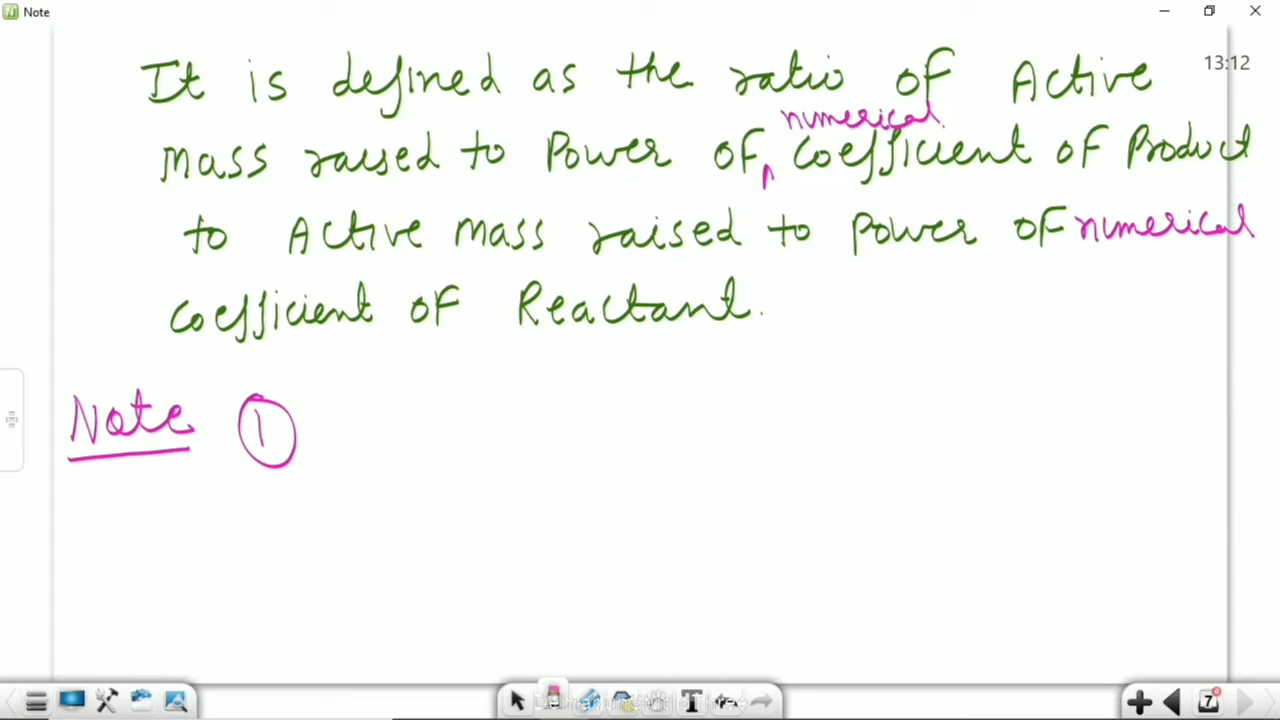 Note
13:12
It is defined as the ratio of Active
numerical
Mass raised to Power of Coefficient of Product
to Active mass raised to power of numerical
coefficient of Reactant.
Note 1
T
7